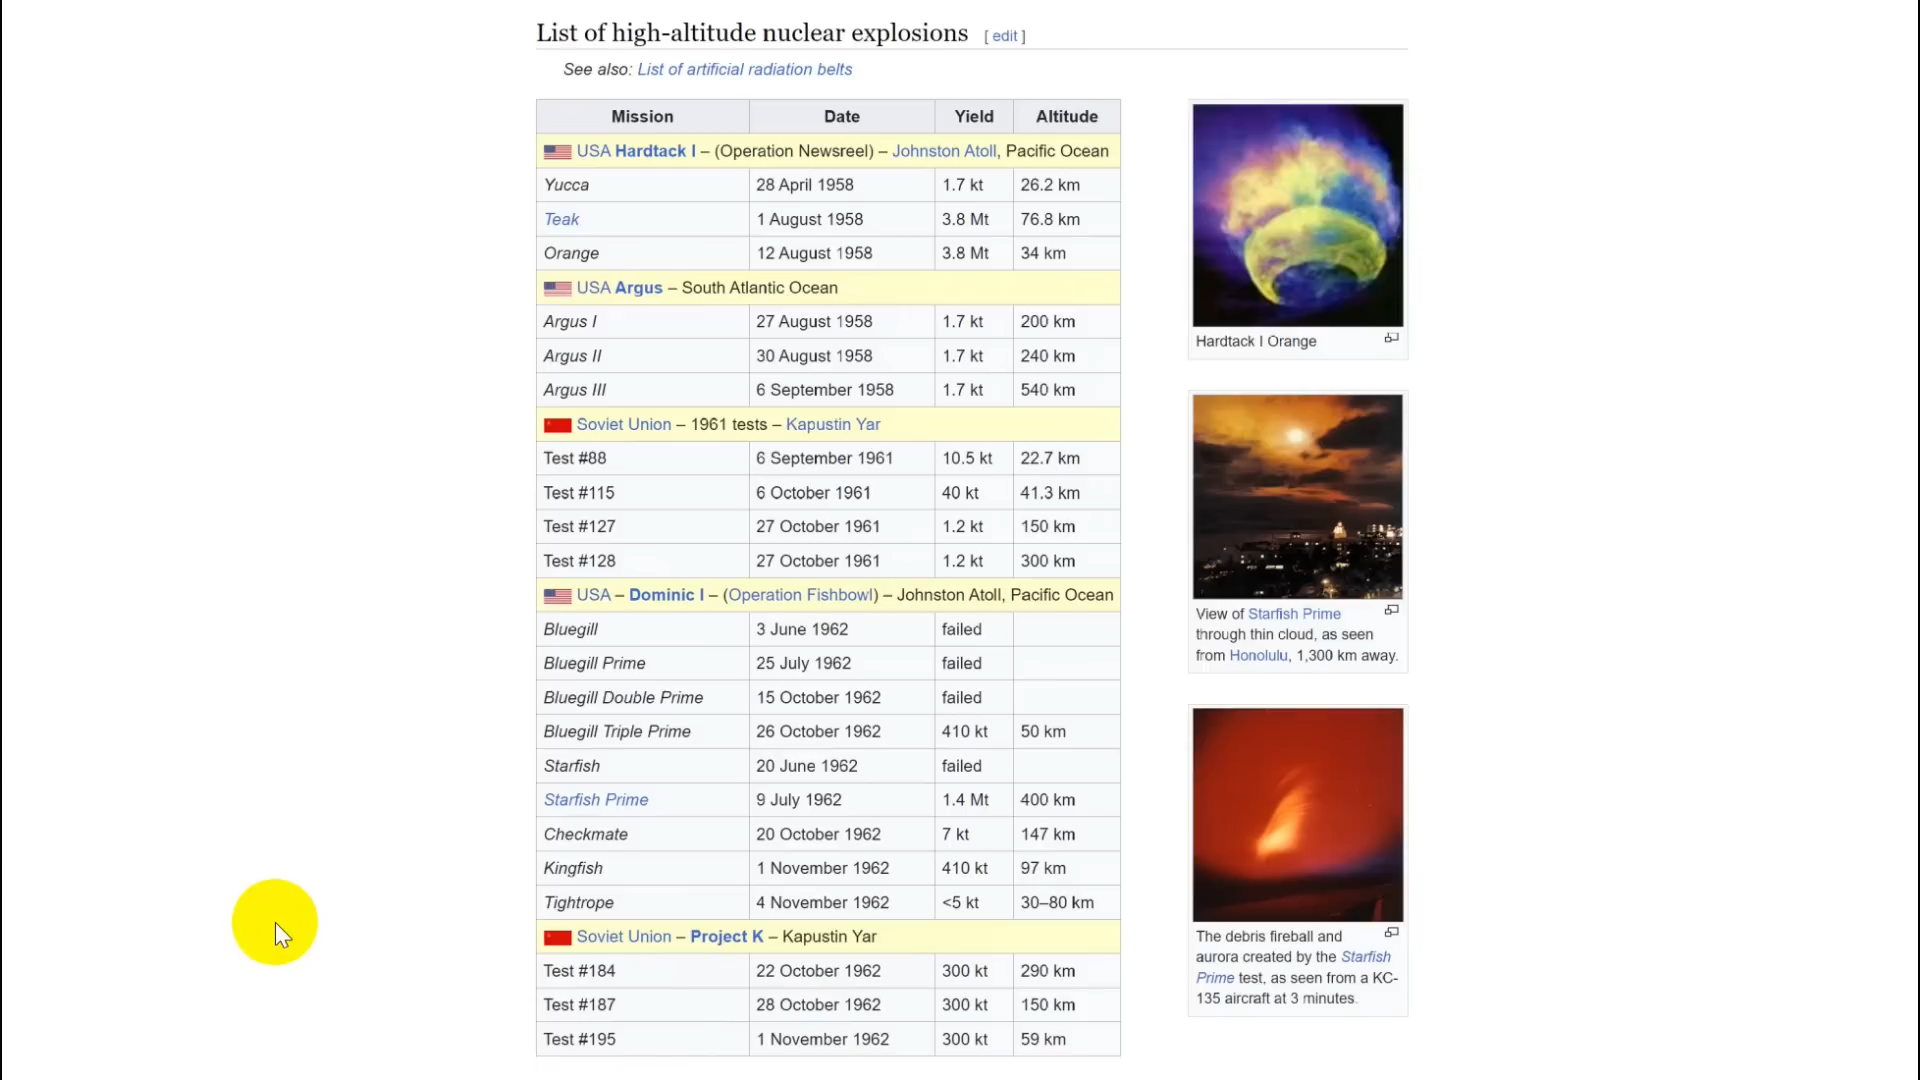 List of high-altitude nuclear explosions [ edit ]
See also: List of artificial radiation belts
Mission Date Yield Altitude
USA Hardtack I – (Operation Newsreel) – Johnston Atoll, Pacific Ocean
Yucca 28 April 1958 1.7 kt 26.2 km
Teak 1 August 1958 3.8 Mt 76.8 km
Orange 12 August 1958 3.8 Mt 34 km
USA Argus – South Atlantic Ocean
Argus I 27 August 1958 1.7 kt 200 km
Argus II 30 August 1958 1.7 kt 240 km
Argus III 6 September 1958 1.7 kt 540 km
Soviet Union – 1961 tests – Kapustin Yar
Test #88 6 September 1961 10.5 kt 22.7 km
Test #115 6 October 1961 40 kt 41.3 km
Test #127 27 October 1961 1.2 kt 150 km
Test #128 27 October 1961 1.2 kt 300 km
USA – Dominic I – (Operation Fishbowl) – Johnston Atoll, Pacific Ocean
Bluegill 3 June 1962 failed
Bluegill Prime 25 July 1962 failed
Bluegill Double Prime 15 October 1962 failed
Bluegill Triple Prime 26 October 1962 410 kt 50 km
Starfish 20 June 1962 failed
Starfish Prime 9 July 1962 1.4 Mt 400 km
Checkmate 20 October 1962 7 kt 147 km
Kingfish 1 November 1962 410 kt 97 km
Tightrope 4 November 1962 <5 kt 30–80 km
Soviet Union – Project K – Kapustin Yar
Test #184 22 October 1962 300 kt 290 km
Test #187 28 October 1962 300 kt 150 km
Test #195 1 November 1962 300 kt 59 km
Hardtack I Orange
View of Starfish Prime
through thin cloud, as seen
from Honolulu, 1,300 km away.
The debris fireball and
aurora created by the Starfish
Prime test, as seen from a KC-
135 aircraft at 3 minutes.